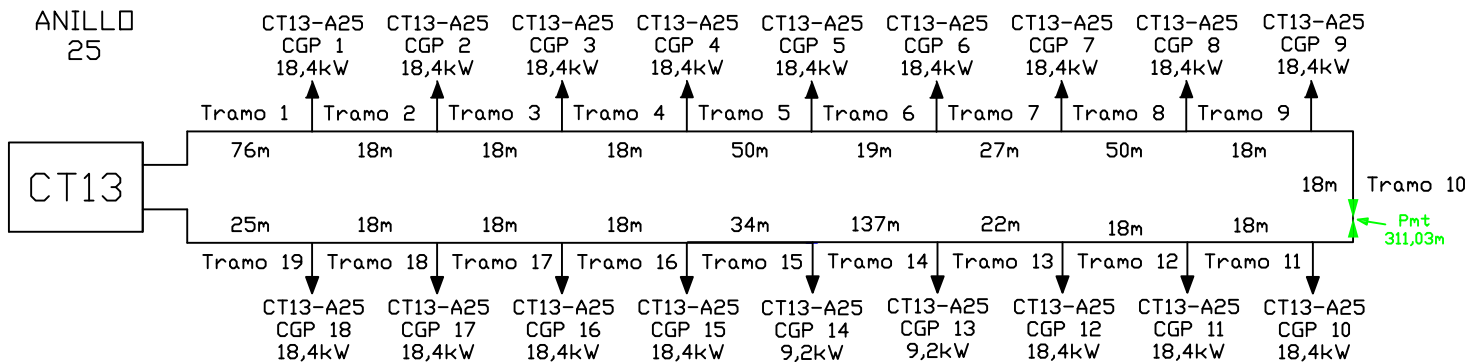 ANILLO
25
CT13-A25 CT13-A25 CT13-A25 CT13-A25 CT13-A25 CT13-A25 CT13-A25 CT13-A25 CT13-A25
CGP 1 CGP 2 CGP 3 CGP 4 CGP 5 CGP 6 CGP 7 CGP 8 CGP 9
18,4kW 18,4kW 18,4kW 18,4kW 18,4kW 18,4kW 18,4kW 18,4kW 18,4kW
Tramo 1 Tramo 2 Tramo 3 Tramo 4 Tramo 5 Tramo 6 Tramo 7 Tramo 8 Tramo 9
76m 18m 18m 18m 50m 19m 27m 50m 18m
CT13
18m Tramo 10
Pmt
311,03m
25m 18m 18m 18m 34m 137m 22m 18m 18m
Tramo 19 Tramo 18 Tramo 17 Tramo 16 Tramo 15 Tramo 14 Tramo 13 Tramo 12 Tramo 11
CT13-A25 CT13-A25 CT13-A25 CT13-A25 CT13-A25 CT13-A25 CT13-A25 CT13-A25 CT13-A25
CGP 18 CGP 17 CGP 16 CGP 15 CGP 14 CGP 13 CGP 12 CGP 11 CGP 10
18,4kW 18,4kW 18,4kW 18,4kW 9,2kW 9,2kW 18,4kW 18,4kW 18,4kW